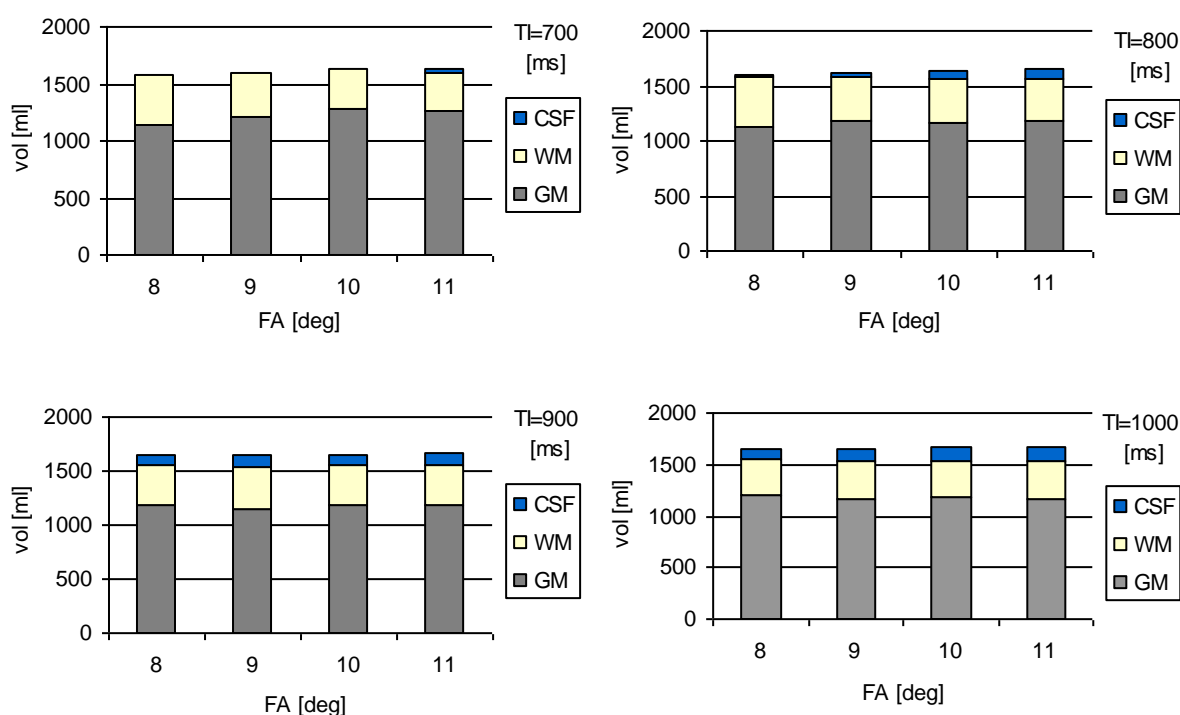 2000
1500
1000
500
0
vol [ml]
8 9 10 11
FA [deg]
TI=700
[ms]
CSF
WM
GM
2000
1500
1000
500
0
vol [ml]
8 9 10 11
FA [deg]
TI=800
[ms]
CSF
WM
GM
2000
1500
1000
500
0
vol [ml]
8 9 10 11
FA [deg]
TI=900
[ms]
CSF
WM
GM
2000
1500
1000
500
0
vol [ml]
8 9 10 11
FA [deg]
TI=1000
[ms]
CSF
WM
GM